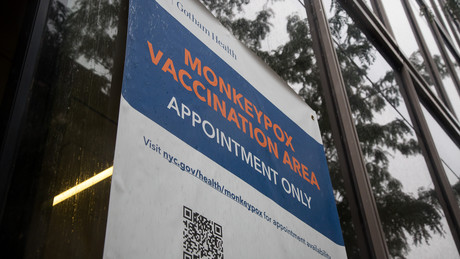 Gotham Health
MONKEYPOX
VACCINATION AREA
APPOINTMENT ONLY
Visit nyc.gov/health/monkeypox for appointment availability